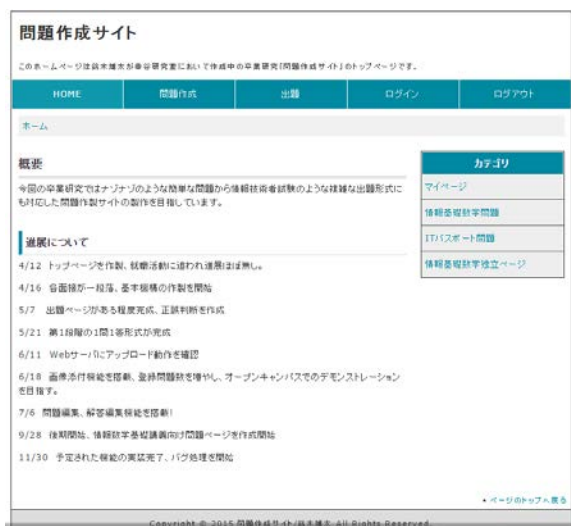 問題作成サイト
このホームページは鈴木雄太が幸谷研究室において作成中の卒業研究「問題作成サイト」のトップページです。
HOME 問題作成 出題 ログイン ログアウト
ホーム
概要
今回の卒業研究ではナゾナゾのような簡単な問題から情報技術者試験のような複雑な出題形式に
も対応した問題作製サイトの製作を目指しています。
進展について
4/12 トップページを作製、就職活動に追われ進展ほぼ無し。
4/16 各面接が一段落、基本機構の作製を開始
5/7 出題ページがある程度完成、正誤判断を作成
5/21 第1段階の1問1答形式が完成
6/11 Webサーバにアップロード動作を確認
6/18 画像添付機能を搭載、登録問題数を増やし、オープンキャンパスでのデモンストレーション
を目指す。
7/6 問題編集、解答編集機能を搭載!
9/28 後期開始、情報数学基礎講義向け問題ページを作成開始
11/30 予定された機能の実装完了、バグ処理を開始
カテゴリ
マイページ
情報基礎数学問題
ITパスポート問題
情報基礎数学独立ページ
ページのトップへ戻る
Copyright © 2015 問題作成サイト/鈴木雄太 All Rights Reserved.